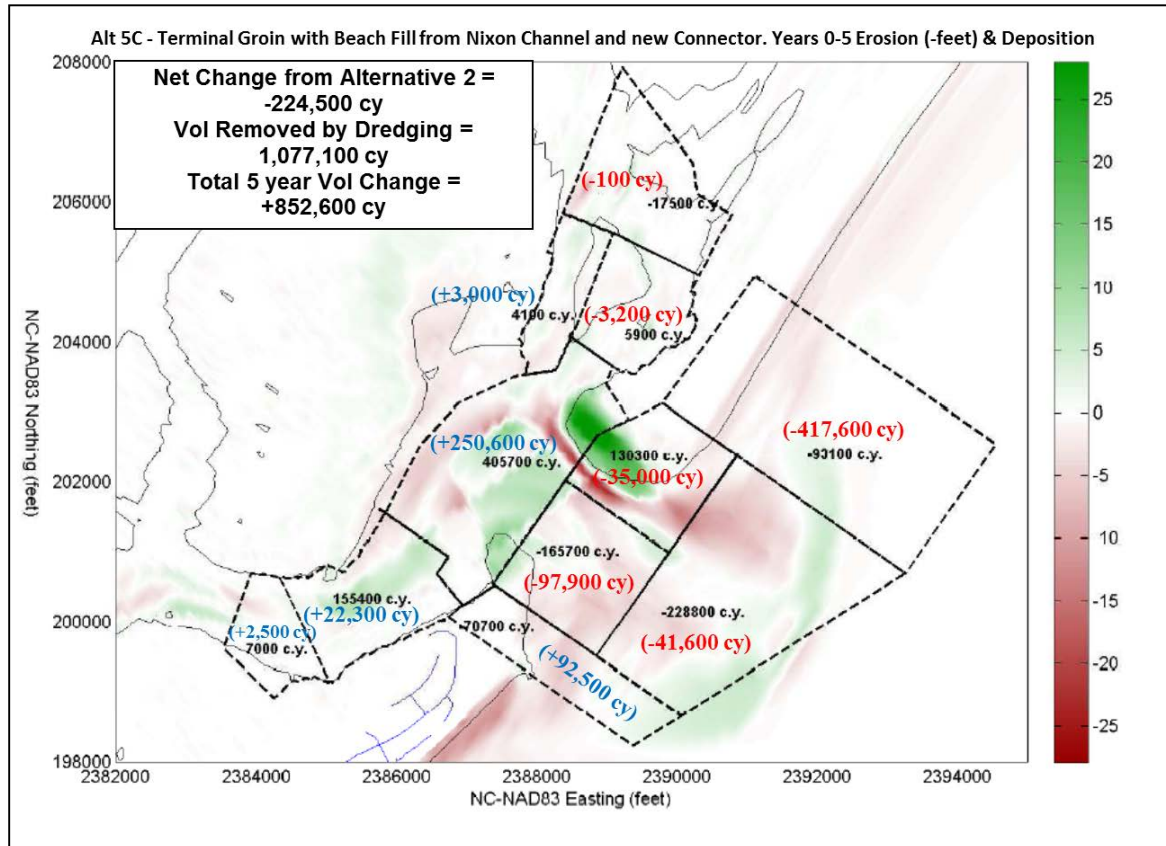 Alt 5C - Terminal Groin with Beach Fill from Nixon Channel and new Connector. Years 0-5 Erosion (-feet) & Deposition
Net Change from Alternative 2 =
-224,500 cy
Vol Removed by Dredging =
1,077,100 cy
Total 5 year Vol Change =
+852,600 cy
208000
206000
204000
202000
200000
198000
NC-NAD83 Northing (feet)
(-100 cy)
-17500 c.y.
(+3,000 cy)
4100 c.y.
(-3,200 cy)
5900 c.y.
(+250,600 cy)
405700 c.y.
130300 c.y.
(-35,000 cy)
(-417,600 cy)
-93100 c.y.
-165700 c.y.
(-97,900 cy)
155400 c.y.
(+22,300 cy)
(+2,500 cy)
7000 c.y.
-70700 c.y.
(+92,500 cy)
-228800 c.y.
(-41,600 cy)
2382000
2384000
2386000
2388000
2390000
2392000
2394000
NC-NAD83 Easting (feet)
25
20
15
10
5
0
-5
-10
-15
-20
-25